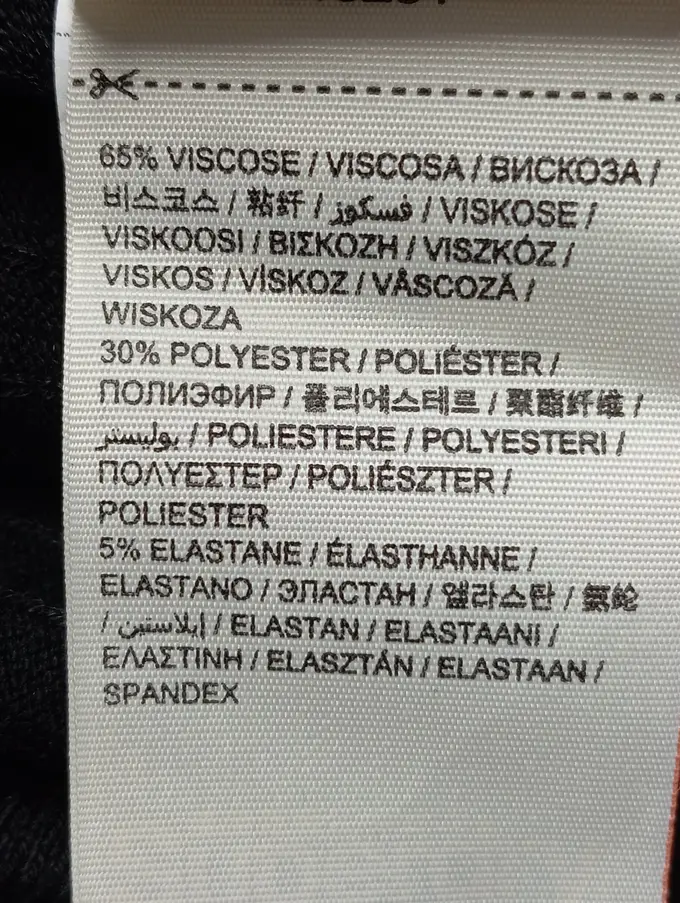 65% VISCOSE / VISCOSA / ВИСКОЗА /
비스코스 / 粘纤 / فسكوز / VISKOSE /
VISKOOSI / ΒΙΣΚΟΖΗ / VISZKÓZ /
VISKOS / VİSKOZ / VÂSCOZĂ /
WISKOZA
30% POLYESTER / POLIÉSTER /
ПОЛИЭФИР / 폴리에스테르 / 聚酯纤维 /
بوليستر / POLIESTERE / POLYESTERI /
ΠΟΛΥΕΣΤΕΡ / POLIÉSZTER /
POLIESTER
5% ELASTANE / ÉLASTHANNE /
ELASTANO / ЭЛАСТАН / 엘라스탄 / 氨纶
/ إيلاستين / ELASTAN / ELASTAANI /
ΕΛΑΣΤΙΝΗ / ELASZTÁN / ELASTAAN /
SPANDEX